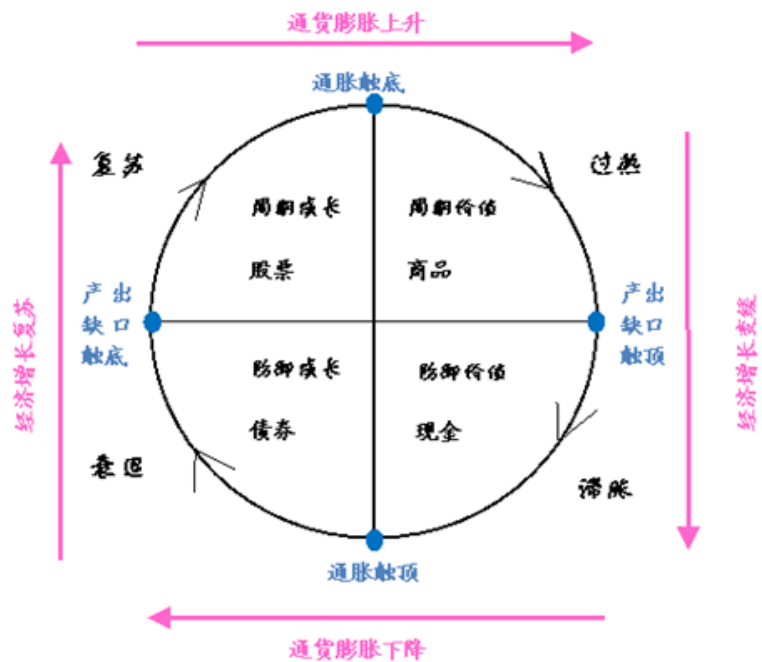 通货膨胀上升
通胀触底
复苏
过热
周期成长
周期价值
股票
商品
经济增长复苏
产出
缺口
触底
产出
缺口
触顶
经济增长变缓
防御成长
防御价值
债券
现金
衰退
滞胀
通胀触顶
通货膨胀下降